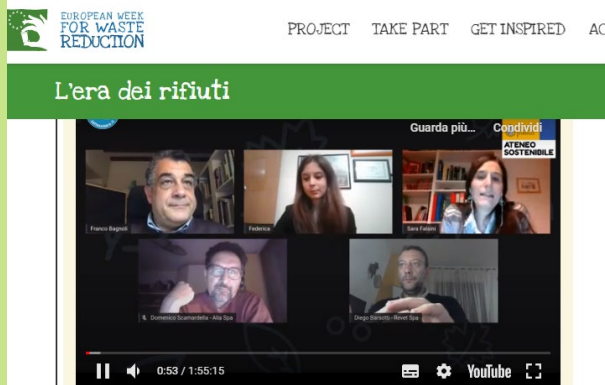 EUROPEAN WEEK
FOR WASTE
REDUCTION
PROJECT TAKE PART GET INSPIRED AC
L'era dei rifiuti
Guarda più... Condividi
ATENEO
SOSTENIBILE
Franco Bagnoli Federica Sara Falsini
Domenico Scamardella - Alia Spa Diego Barsotti - Revet Spa
0:53 / 1:55:15 YouTube